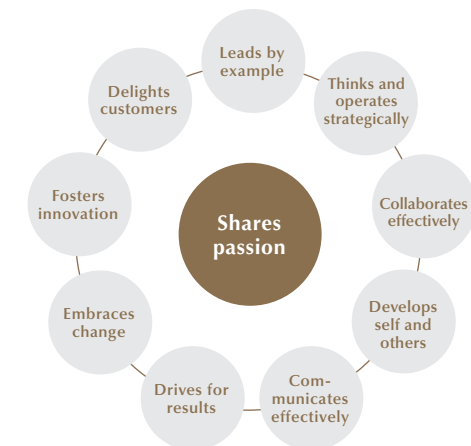 Leads by
example
Thinks and
operates
strategically
Collaborates
effectively
Develops
self and
others
Com-
municates
effectively
Drives for
results
Embraces
change
Fosters
innovation
Delights
customers
Shares
passion